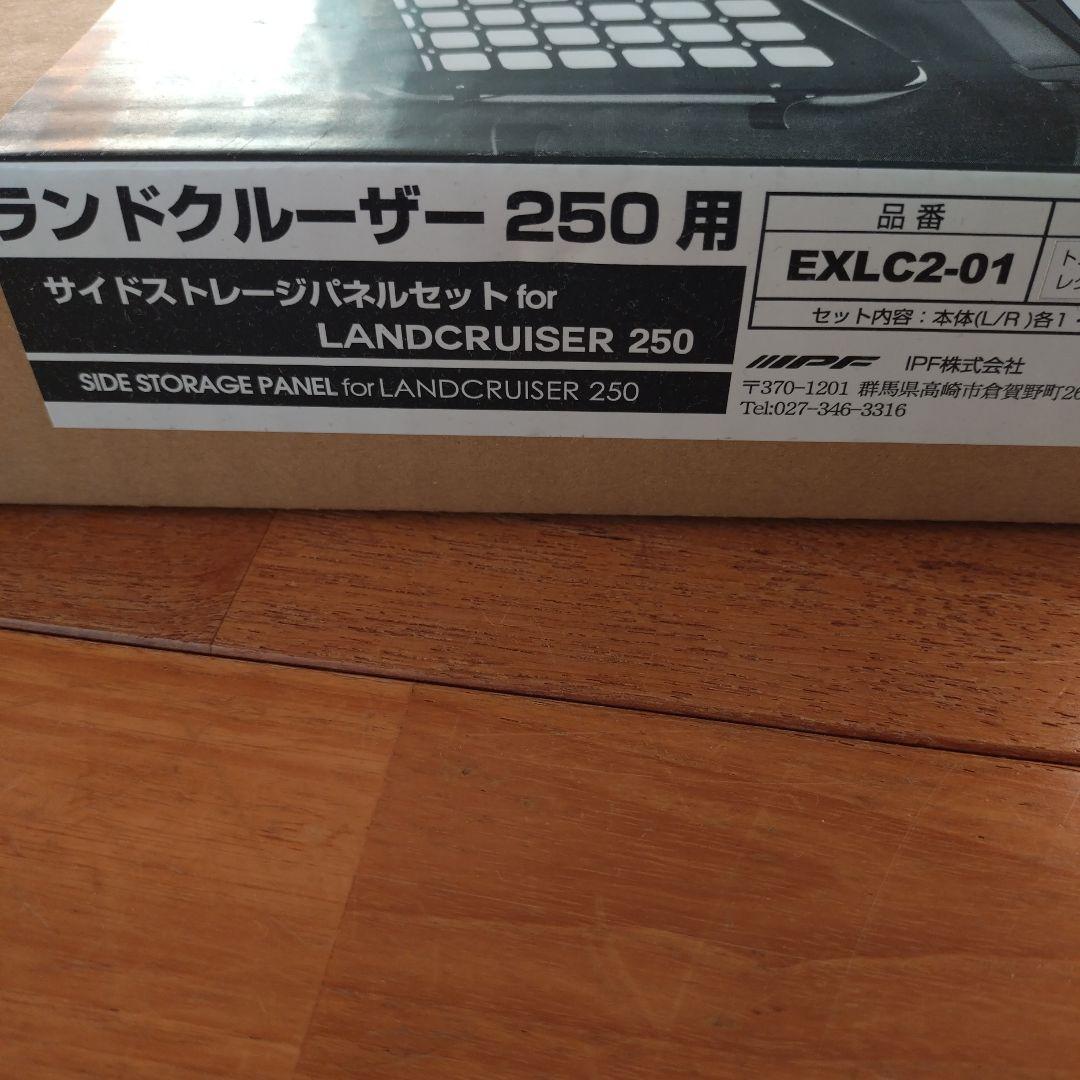 ランドクルーザー 250 用
サイドストレージパネルセット for
LANDCRUISER 250
SIDE STORAGE PANEL for LANDCRUISER 250
品番
EXLC2-01
セット内容：本体(L/R)各1
IPF IPF株式会社
〒370-1201 群馬県高崎市倉賀野町26
Tel:027-346-3316